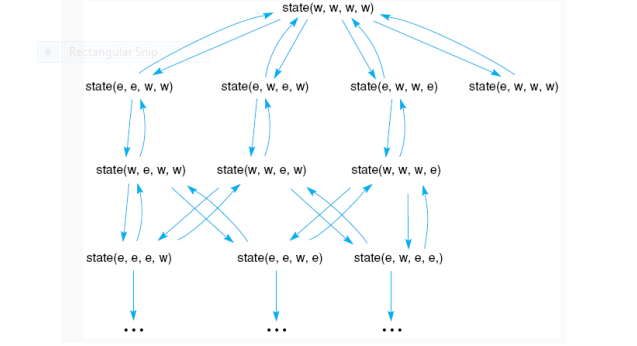 state(w, w, w, w)
Rectangular Snip
state(e, e, w, w) state(e, w, e, w) state(e, w, w, e) state(e, w, w, w)
state(w, e, w, w) state(w, w, e, w) state(w, w, w, e)
state(e, e, e, w) state(e, e, w, e) state(e, w, e, e,)
... ... ...